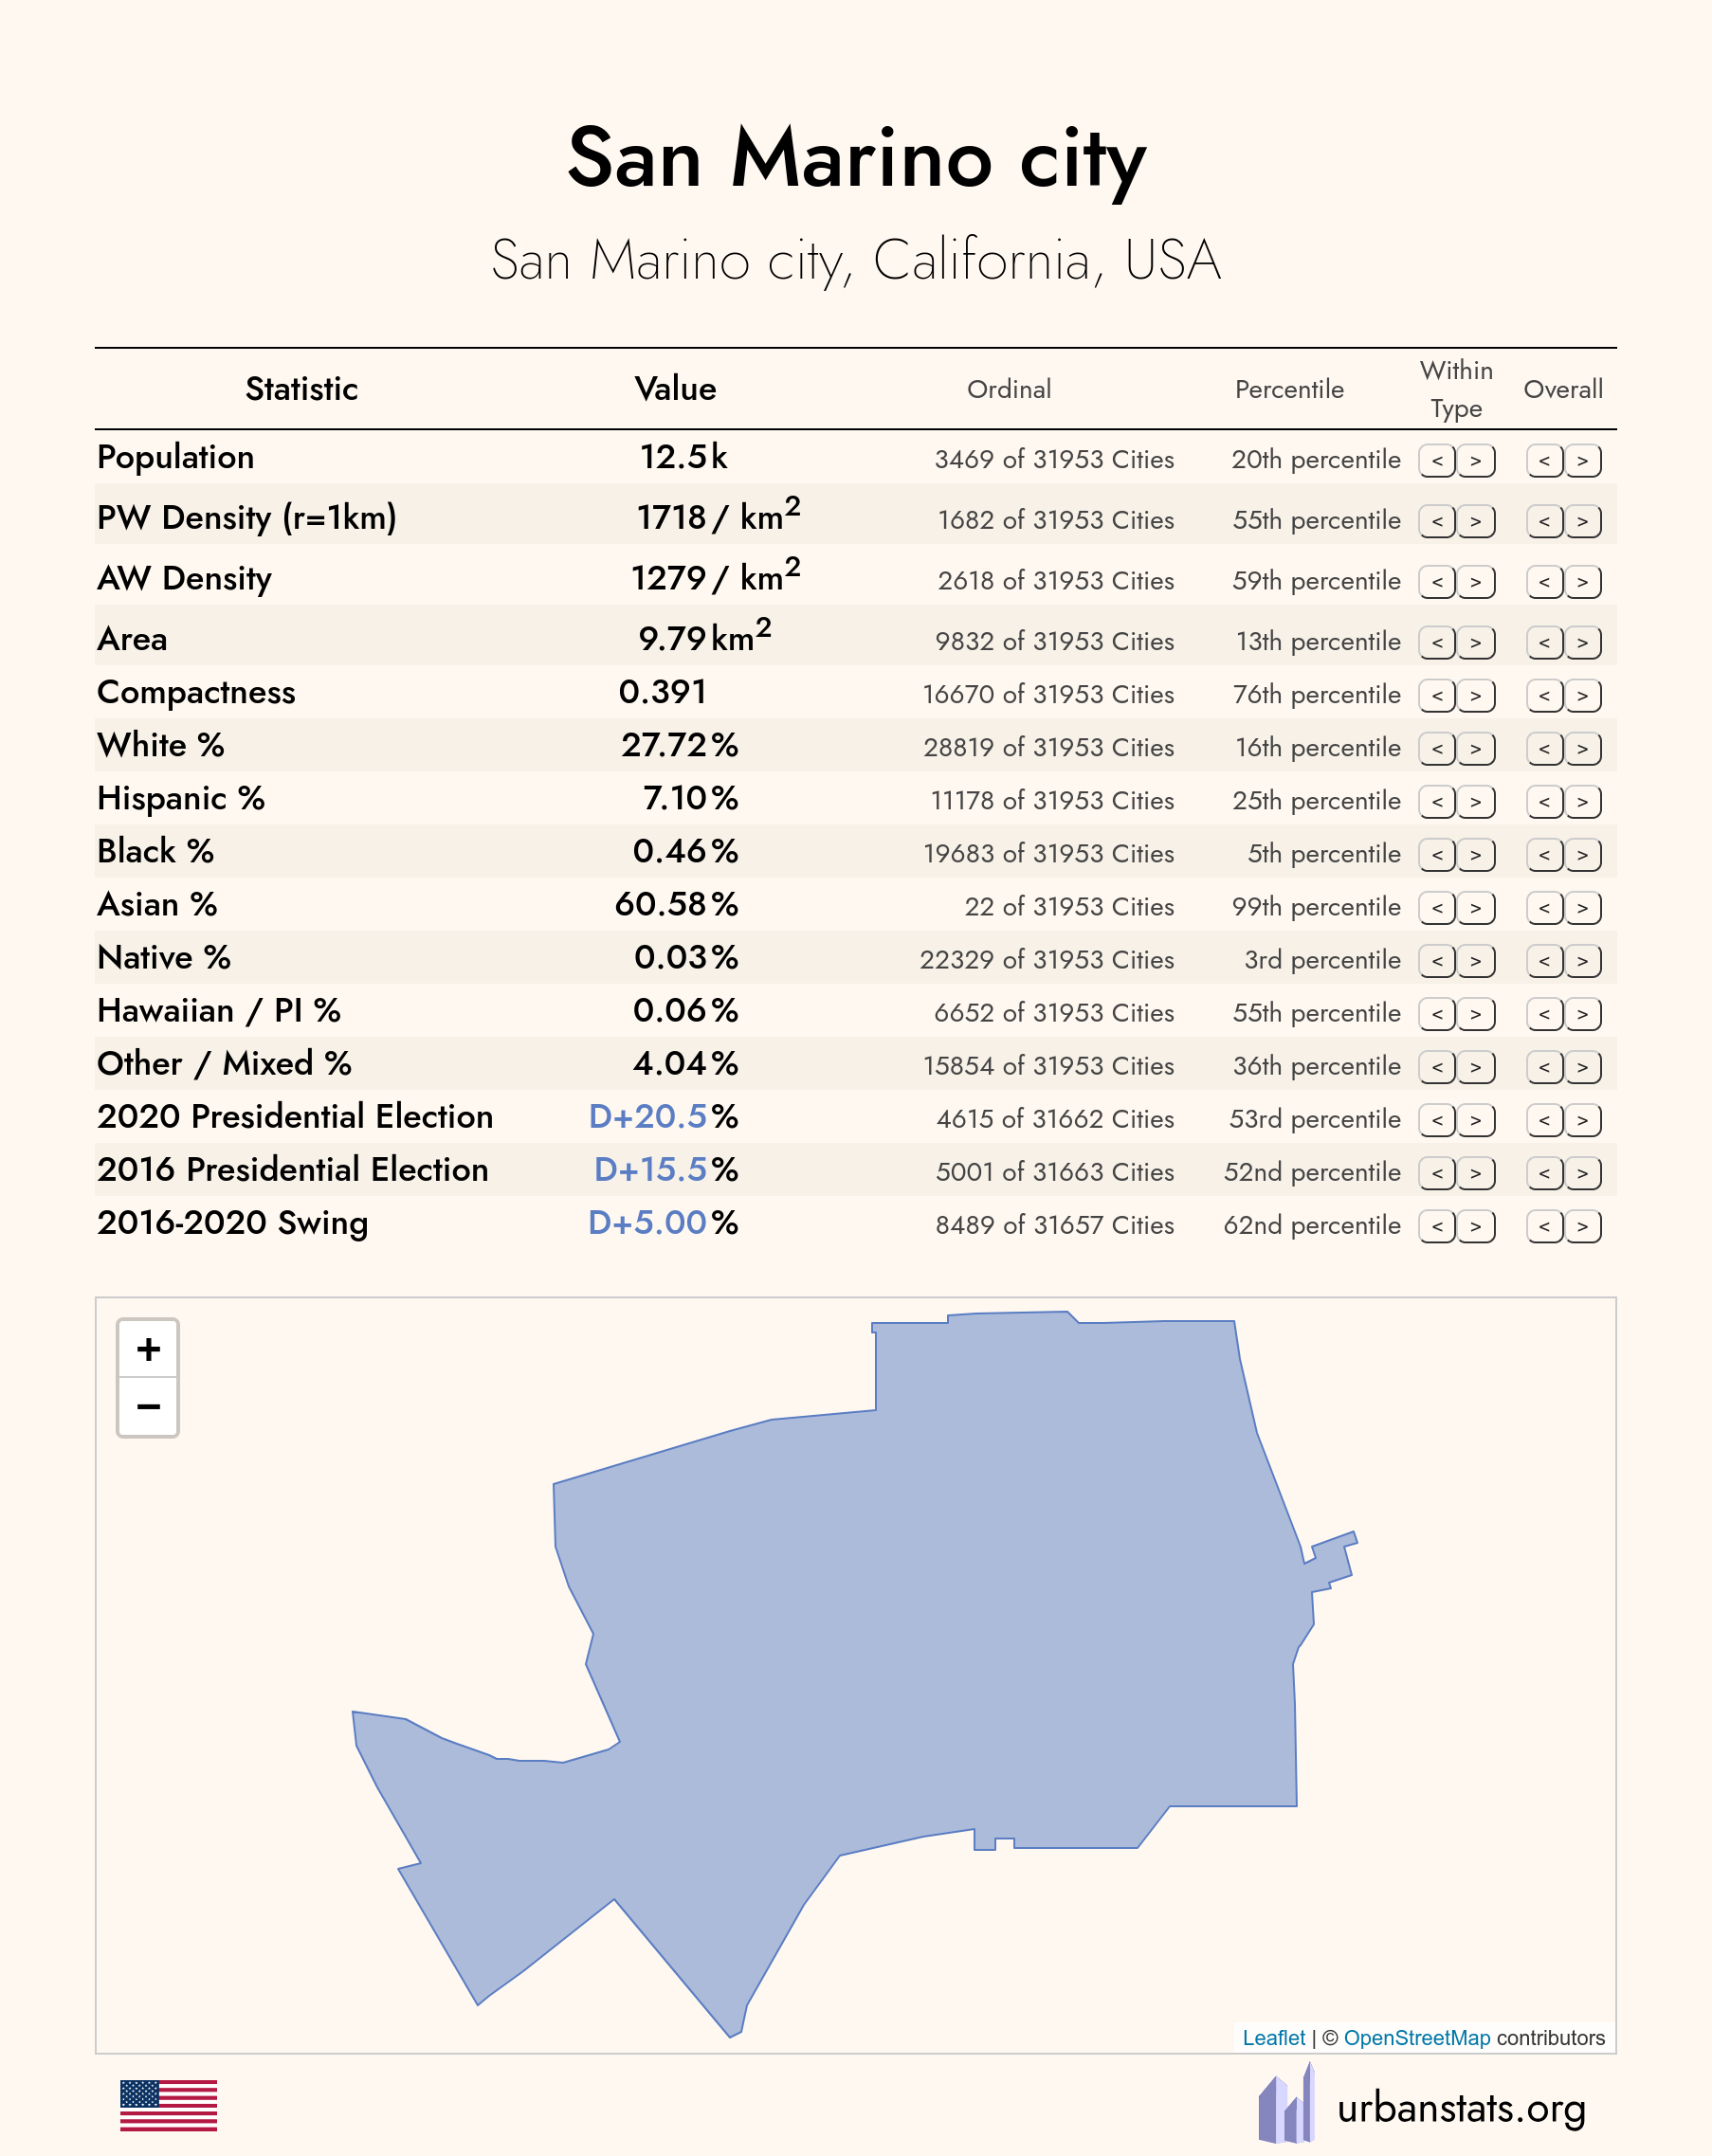 San Marino city
San Marino city, California, USA
Statistic Value Ordinal Percentile Within Type Overall
Population 12.5 k 3469 of 31953 Cities 20th percentile < > < >
PW Density (r=1km) 1718 / km² 1682 of 31953 Cities 55th percentile < > < >
AW Density 1279 / km² 2618 of 31953 Cities 59th percentile < > < >
Area 9.79 km² 9832 of 31953 Cities 13th percentile < > < >
Compactness 0.391 16670 of 31953 Cities 76th percentile < > < >
White % 27.72 % 28819 of 31953 Cities 16th percentile < > < >
Hispanic % 7.10 % 11178 of 31953 Cities 25th percentile < > < >
Black % 0.46 % 19683 of 31953 Cities 5th percentile < > < >
Asian % 60.58 % 22 of 31953 Cities 99th percentile < > < >
Native % 0.03 % 22329 of 31953 Cities 3rd percentile < > < >
Hawaiian / PI % 0.06 % 6652 of 31953 Cities 55th percentile < > < >
Other / Mixed % 4.04 % 15854 of 31953 Cities 36th percentile < > < >
2020 Presidential Election D+20.5 % 4615 of 31662 Cities 53rd percentile < > < >
2016 Presidential Election D+15.5 % 5001 of 31663 Cities 52nd percentile < > < >
2016-2020 Swing D+5.00 % 8489 of 31657 Cities 62nd percentile < > < >
+
−
Leaflet | © OpenStreetMap contributors
urbanstats.org